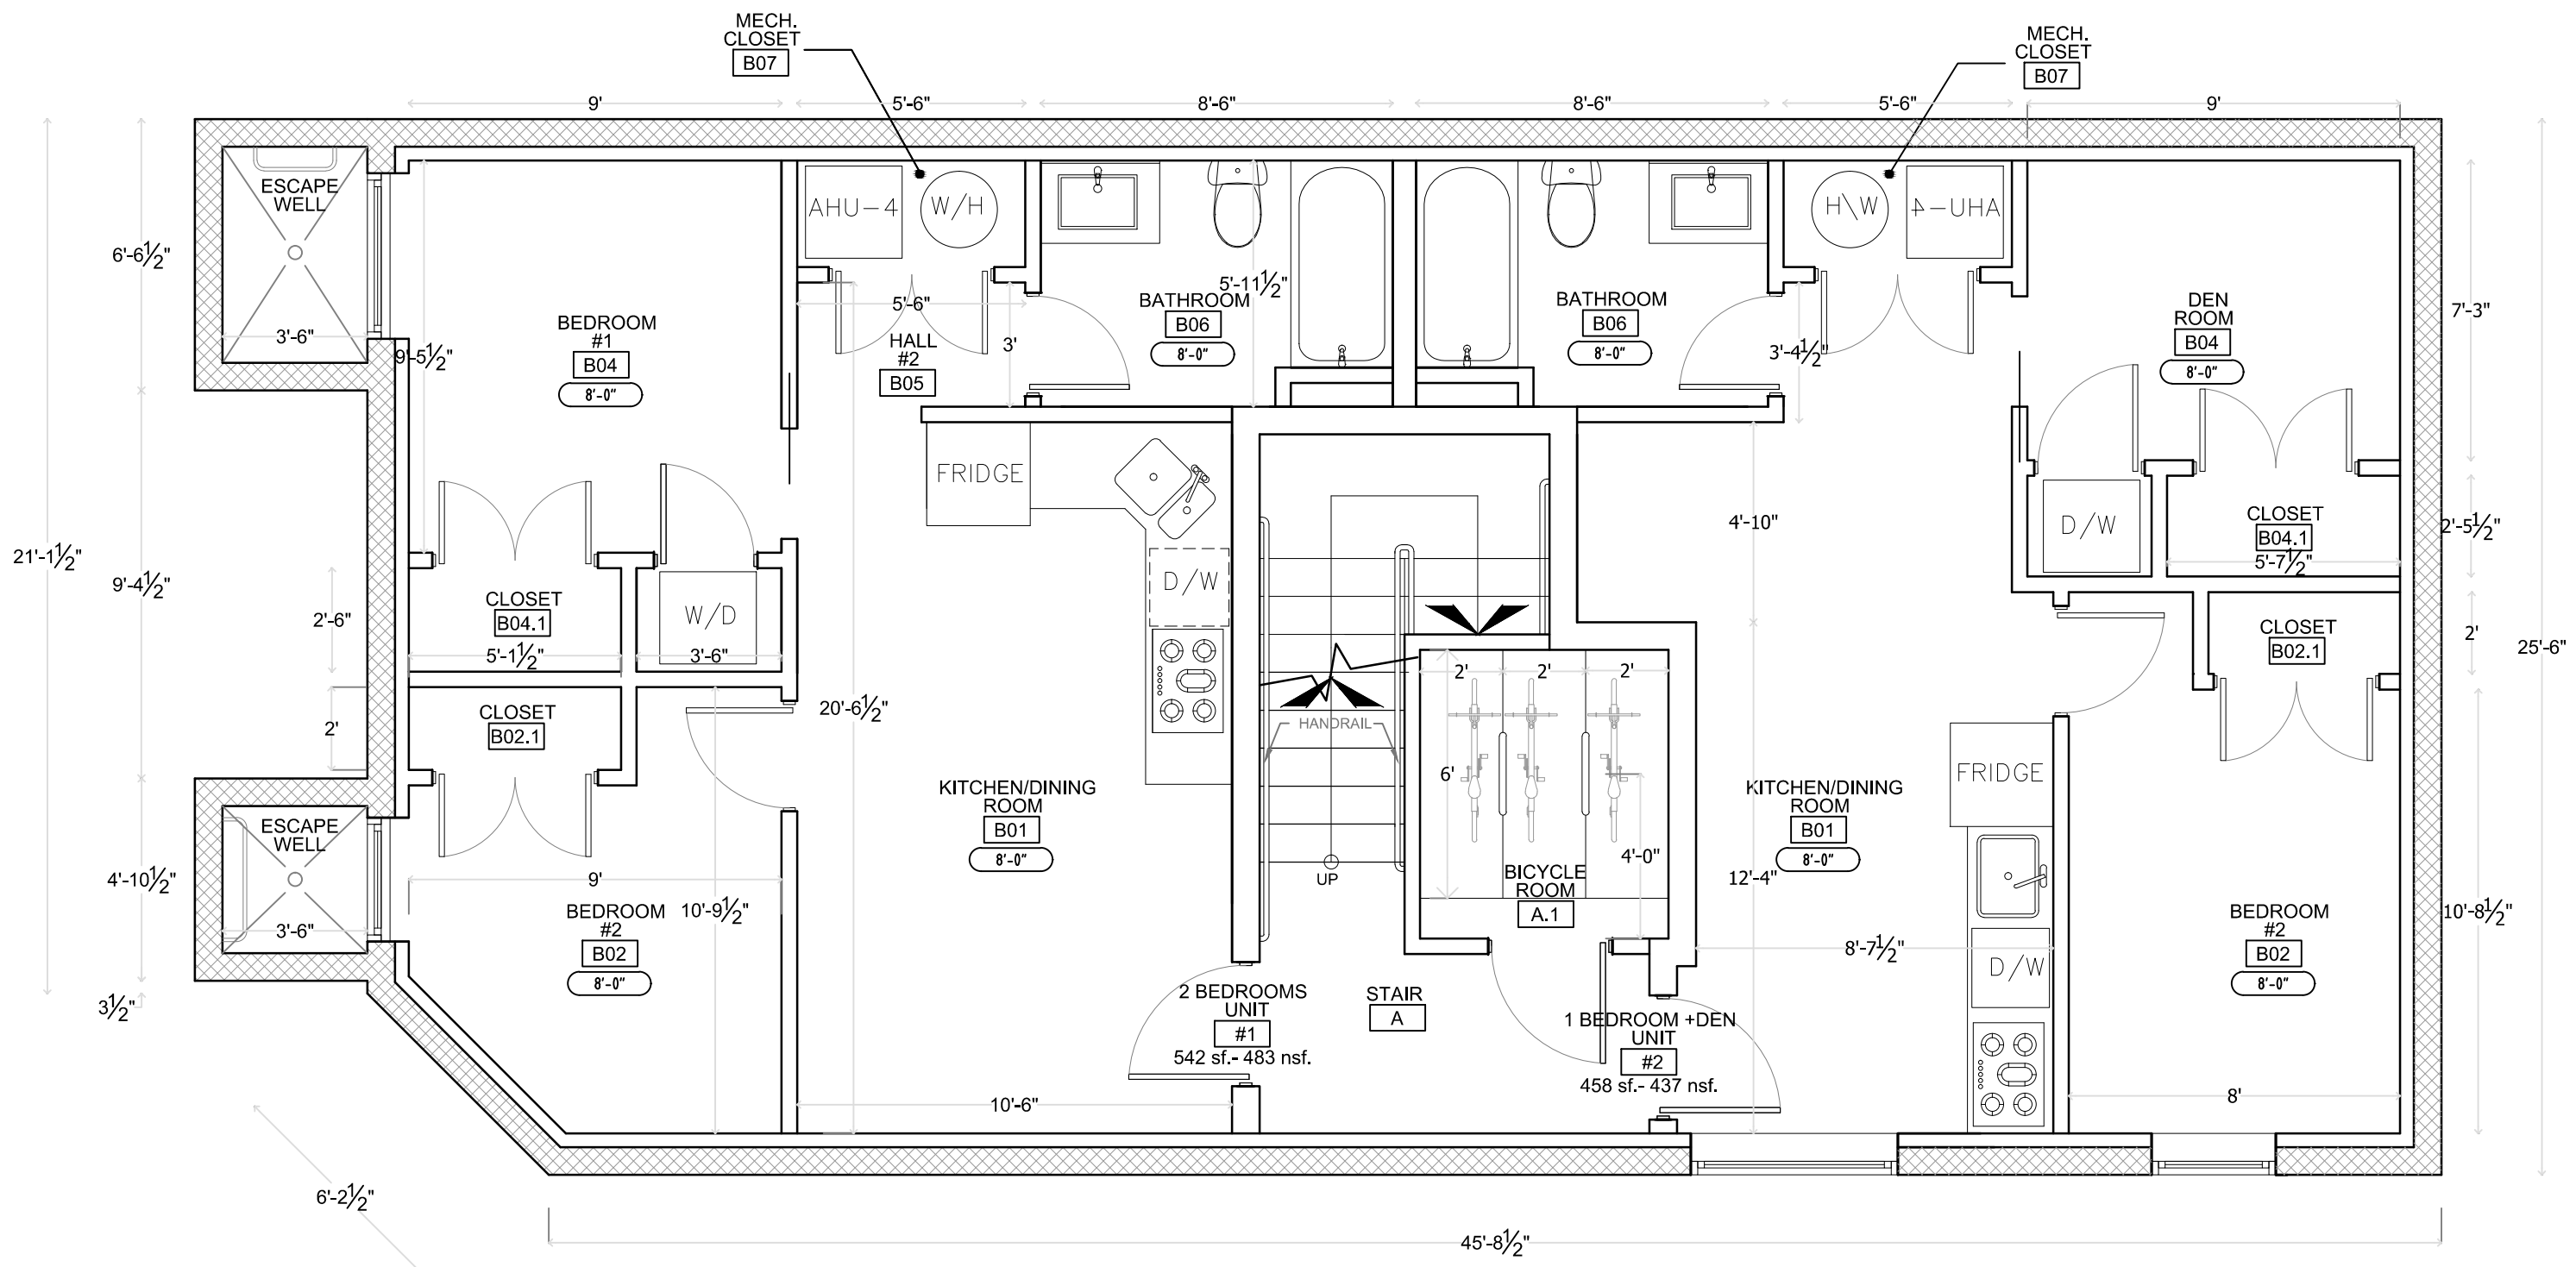 MECH.
CLOSET
B07
MECH.
CLOSET
B07
9'
5'-6"
8'-6"
8'-6"
5'-6"
9'
ESCAPE
WELL
3'-6"
6'-6½"
21'-1½"
9'-4½"
4'-10½"
3½"
6'-2½"
BEDROOM
#1
B04
8'-0"
9'-5½"
AHU-4
W/H
5'-6"
HALL
#2
B05
3'
BATHROOM
B06
8'-0"
5'-11½"
BATHROOM
B06
8'-0"
3'-4½"
W/H
AHU-4
DEN
ROOM
B04
8'-0"
7'-3"
D/W
CLOSET
B04.1
5'-7½"
2'-5½"
CLOSET
B02.1
2'
25'-6"
FRIDGE
D/W
4'-10"
CLOSET
B04.1
5'-1½"
2'-6"
W/D
3'-6"
CLOSET
B02.1
2'
20'-6½"
HANDRAIL
UP
2'
2'
2'
6'
4'-0"
BICYCLE
ROOM
A.1
KITCHEN/DINING
ROOM
B01
8'-0"
KITCHEN/DINING
ROOM
B01
8'-0"
12'-4"
8'-7½"
FRIDGE
D/W
ESCAPE
WELL
3'-6"
9'
BEDROOM
#2
B02
8'-0"
10'-9½"
BEDROOM
#2
B02
8'-0"
10'-8½"
8'
2 BEDROOMS
UNIT
#1
542 sf.- 483 nsf.
STAIR
A
1 BEDROOM +DEN
UNIT
#2
458 sf.- 437 nsf.
10'-6"
45'-8½"